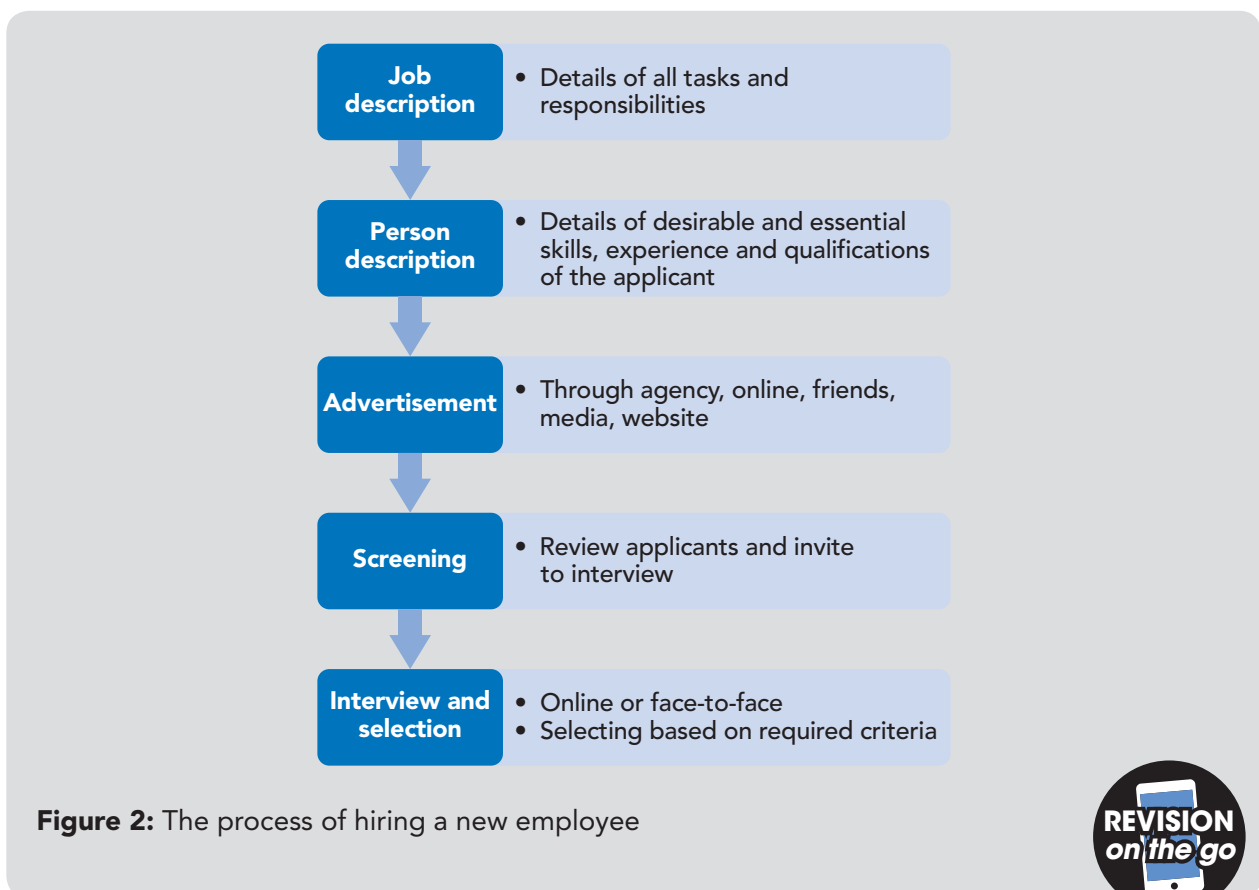 Job
description
• Details of all tasks and
responsibilities
Person
description
• Details of desirable and essential
skills, experience and qualifications
of the applicant
Advertisement
• Through agency, online, friends,
media, website
Screening
• Review applicants and invite
to interview
Interview and
selection
• Online or face-to-face
• Selecting based on required criteria
Figure 2: The process of hiring a new employee
REVISION
on the go